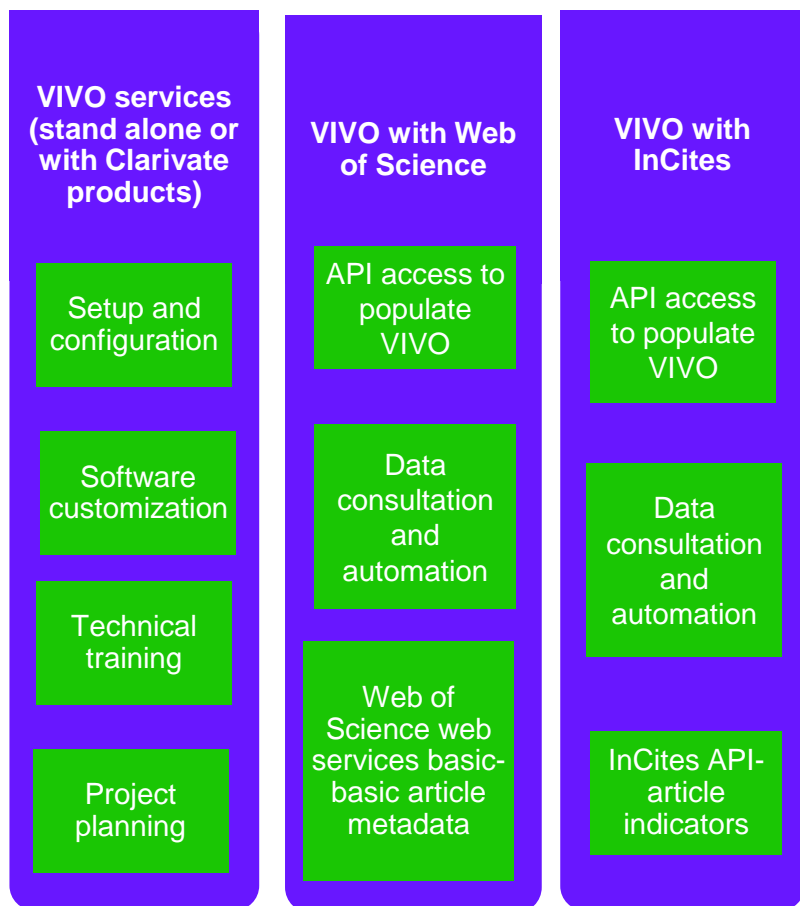 VIVO services
(stand alone or
with Clarivate
products)
Setup and
configuration
Software
customization
Technical
training
Project
planning
VIVO with Web
of Science
API access to
populate
VIVO
Data
consultation
and
automation
Web of
Science web
services basic-
basic article
metadata
VIVO with
InCites
API access
to populate
VIVO
Data
consultation
and
automation
InCites API-
article
indicators